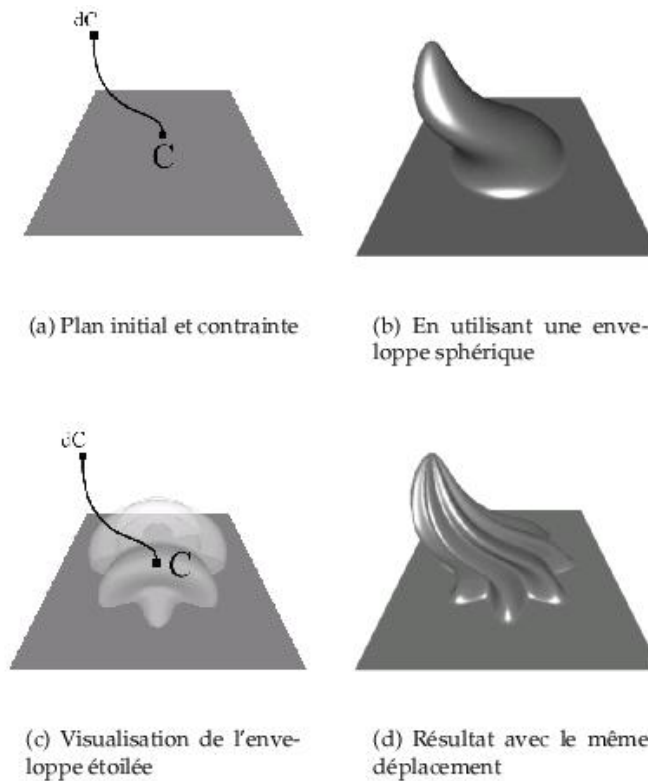 dC
C
(a) Plan initial et contrainte
(b) En utilisant une enve-
loppe sphérique
dC
C
(c) Visualisation de l'enve-
loppe étoilée
(d) Résultat avec le même
déplacement